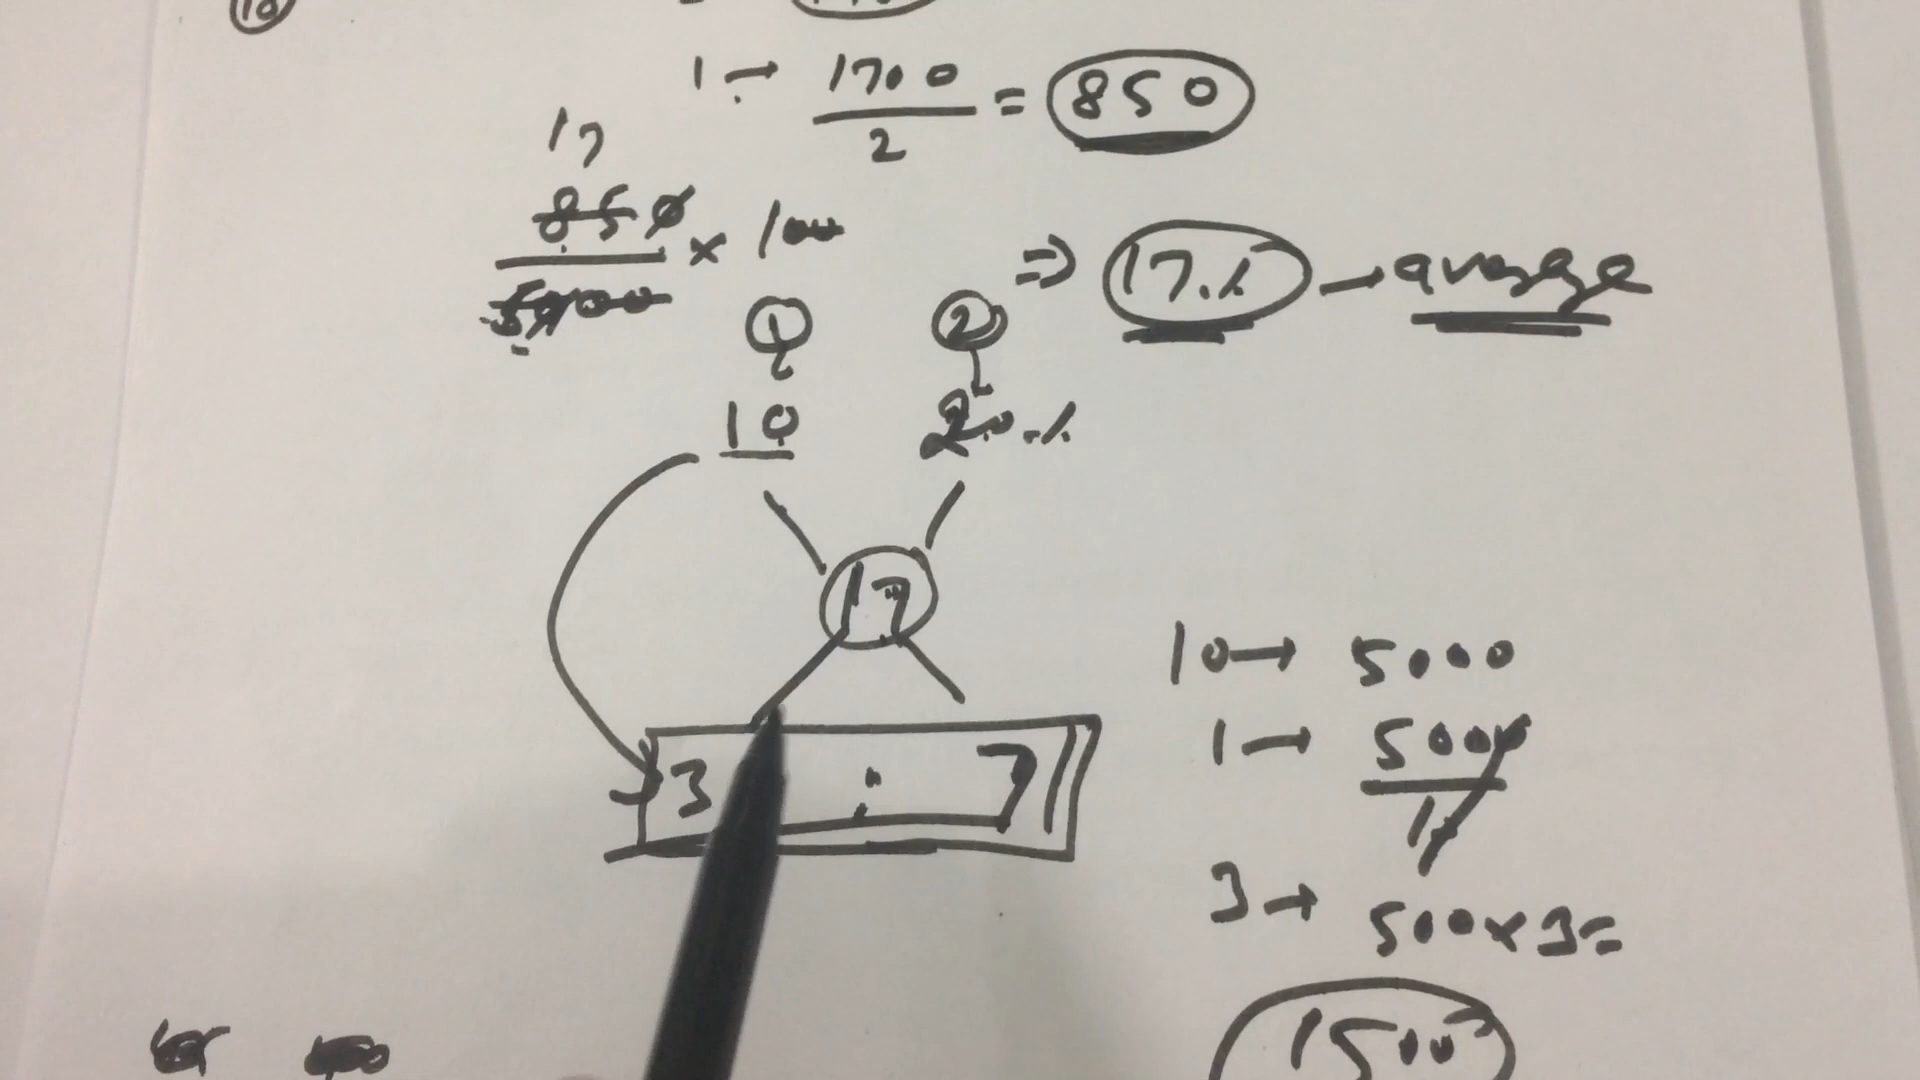 10
1 → 1700/2 = 850
17
850/5000 × 100
⇒ 17% → average
1 2
10 20%
17
3 : 7
10 → 5000
1 → 5000/10
3 → 500×3=
1500